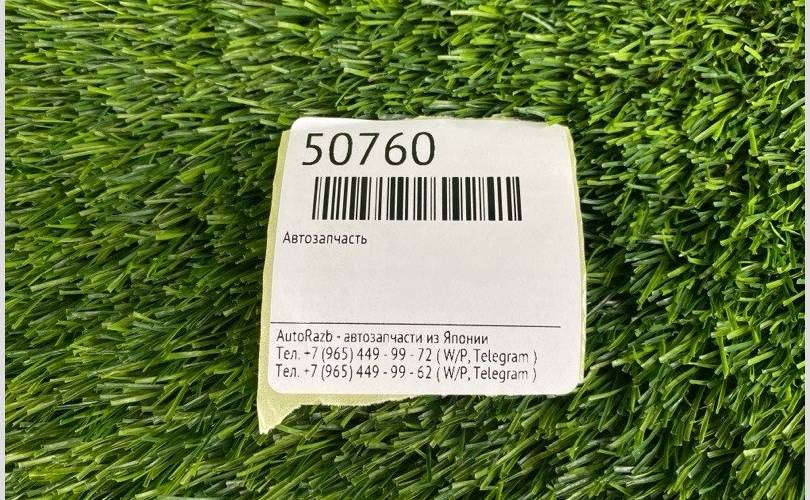 50760
Автозапчасть
AutoRazb - автозапчасти из Японии
Тел. +7 (965) 449 - 99 - 72 ( W/P, Telegram )
Тел. +7 (965) 449 - 99 - 62 ( W/P, Telegram )